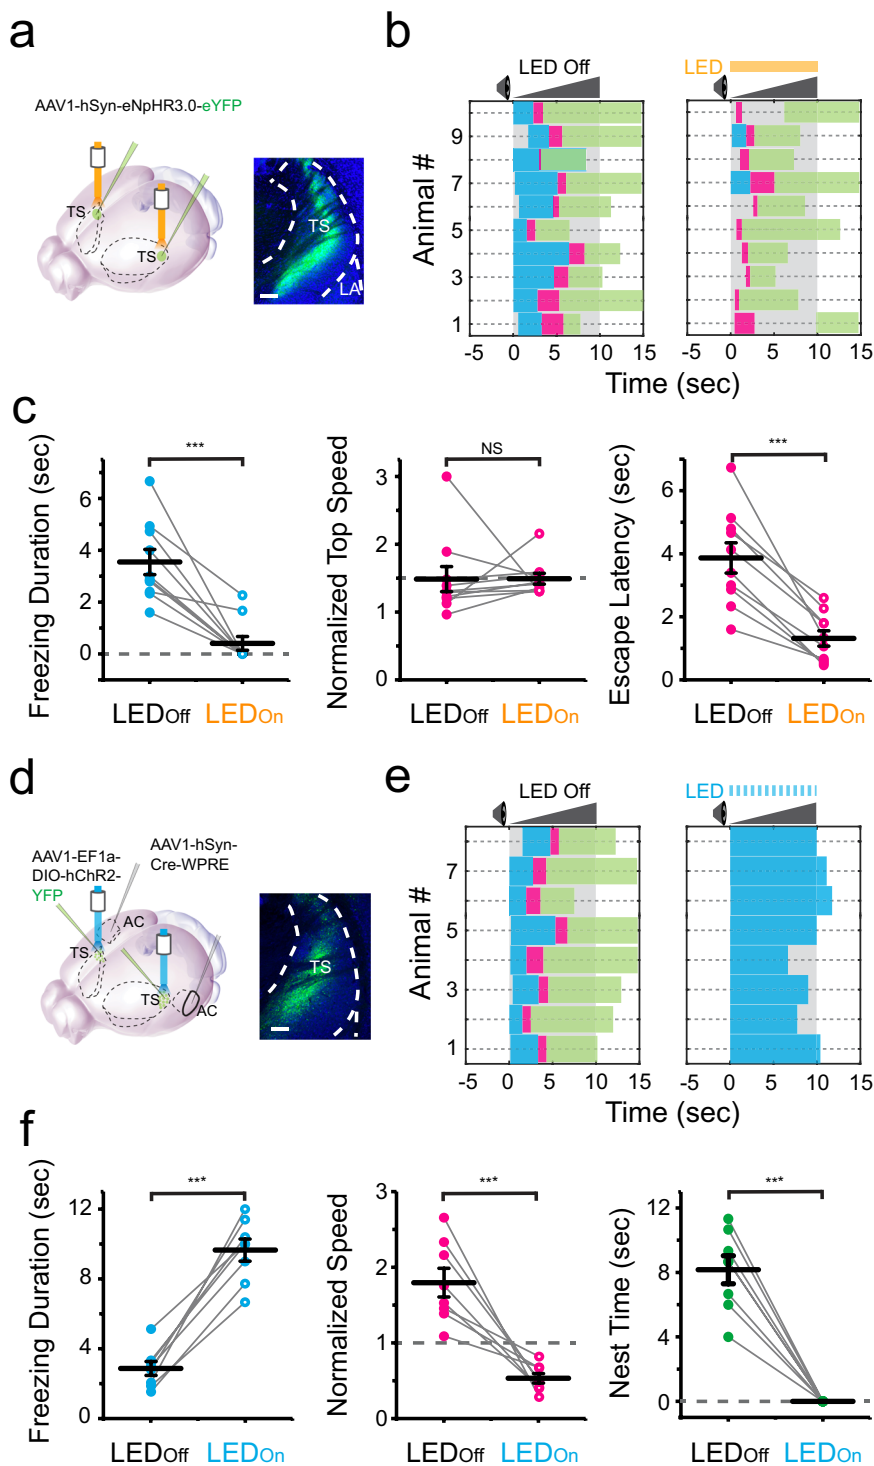 a
AAV1-hSyn-eNpHR3.0-eYFP
TS
TS
TS
LA
b
LED Off
LED
Animal #
9
7
5
3
1
-5 0 5 10 15
-5 0 5 10 15
Time (sec)
c
Freezing Duration (sec)
***
6
4
2
0
LEDOff LEDOn
Normalized Top Speed
NS
3
2
1
0
LEDOff LEDOn
Escape Latency (sec)
***
6
4
2
0
LEDOff LEDOn
d
AAV1-EF1a-
DIO-hChR2-
YFP
AAV1-hSyn-
Cre-WPRE
AC
TS
TS
AC
TS
e
LED Off
LED
Animal #
7
5
3
1
-5 0 5 10 15
-5 0 5 10 15
Time (sec)
f
Freezing Duration (sec)
***
12
8
4
0
LEDOff LEDOn
Normalized Speed
***
3
2
1
0
LEDOff LEDOn
Nest Time (sec)
***
12
8
4
0
LEDOff LEDOn